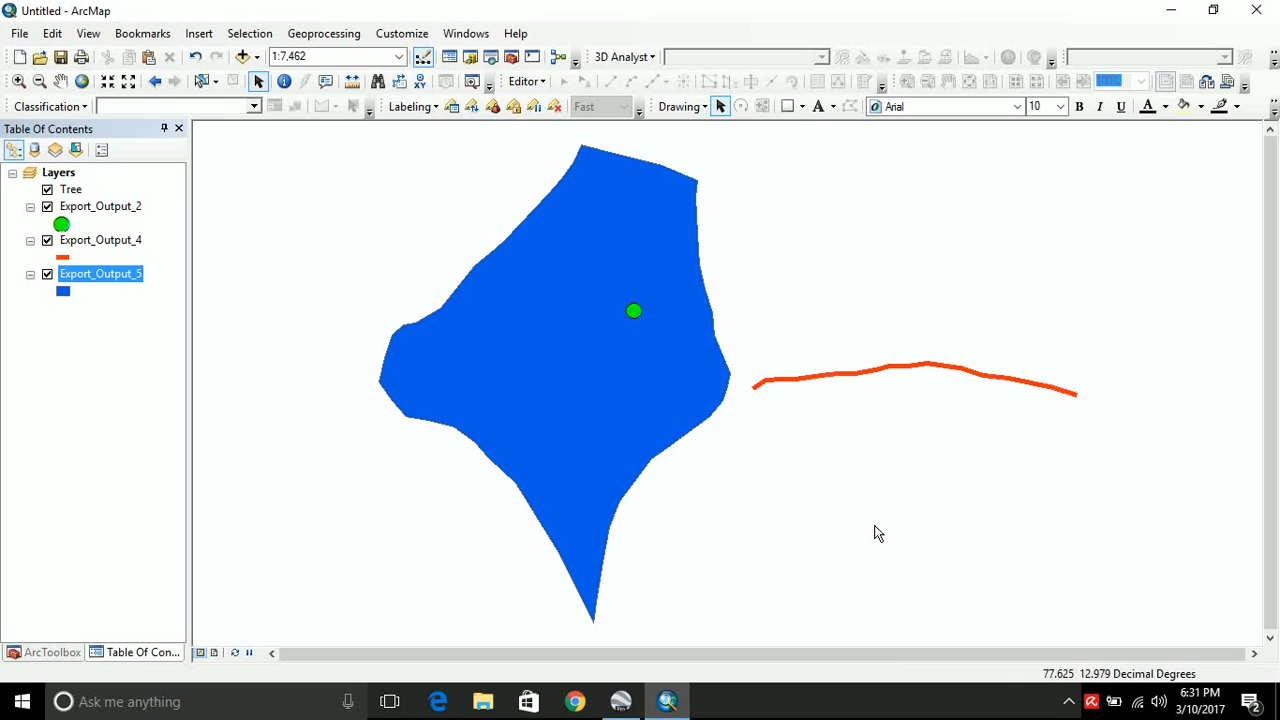 Untitled - ArcMap
File Edit View Bookmarks Insert Selection Geoprocessing Customize Windows Help
1:7,462 3D Analyst
Editor
Classification Labeling Fast Drawing A Arial 10 B I U A
Table Of Contents
Layers
Tree
Export_Output_2
Export_Output_4
Export_Output_5
ArcToolbox Table Of Con...
77.625 12.979 Decimal Degrees
Ask me anything
6:31 PM
3/10/2017
2